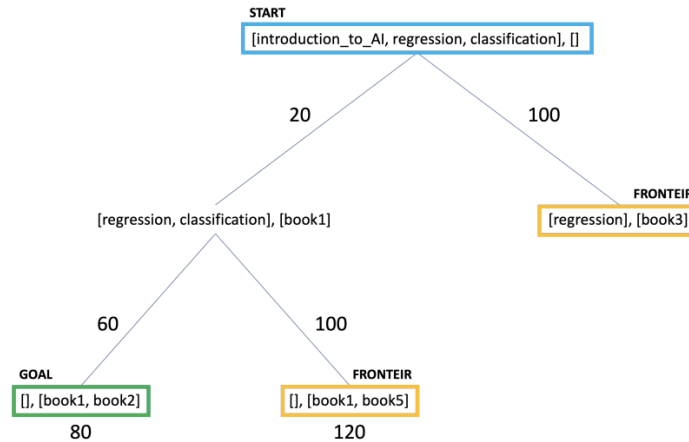 START
[introduction_to_AI, regression, classification], []
20
100
FRONTEIR
[regression, classification], [book1]
[regression], [book3]
60
100
GOAL
FRONTEIR
[], [book1, book2]
[], [book1, book5]
80
120